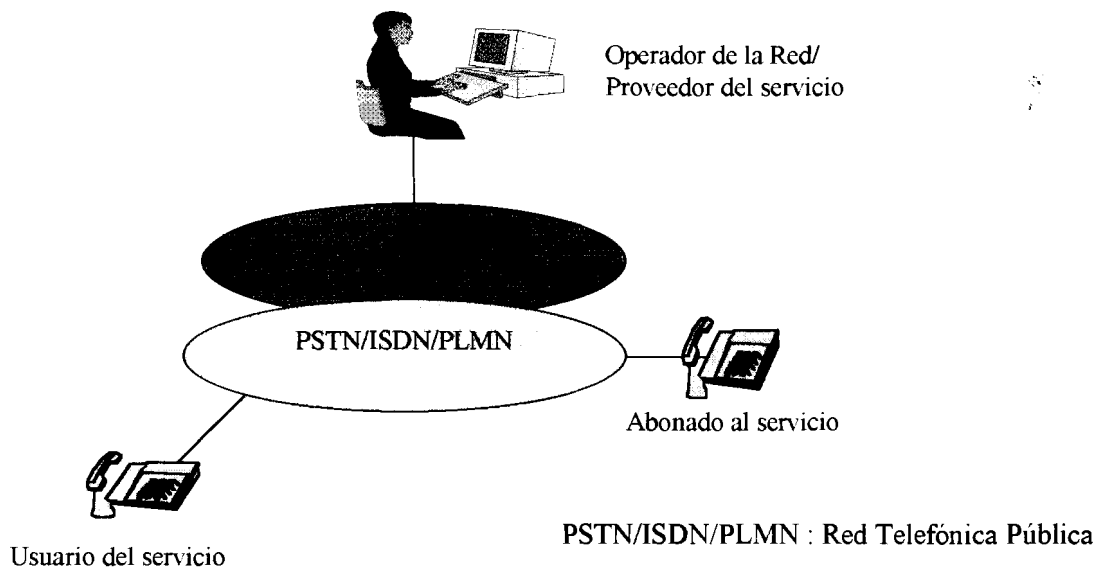 Operador de la Red/
Proveedor del servicio
PSTN/ISDN/PLMN
Abonado al servicio
Usuario del servicio
PSTN/ISDN/PLMN : Red Telefónica Pública